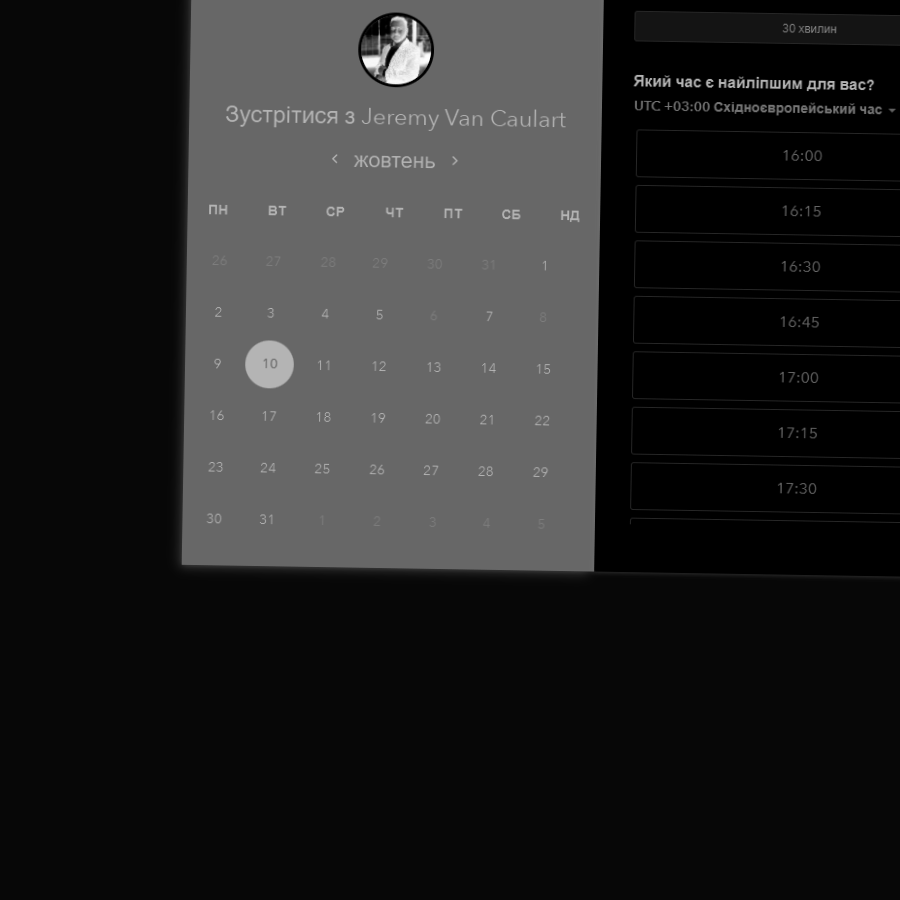 Зустрітися з Jeremy Van Caulart
жовтень
ПН ВТ СР ЧТ ПТ СБ НД
26 27 28 29 30 31 1
2 3 4 5 6 7 8
9 10 11 12 13 14 15
16 17 18 19 20 21 22
23 24 25 26 27 28 29
30 31 1 2 3 4 5
30 хвилин
Який час є найліпшим для вас?
UTC +03:00 Східноєвропейський час
16:00
16:15
16:30
16:45
17:00
17:15
17:30